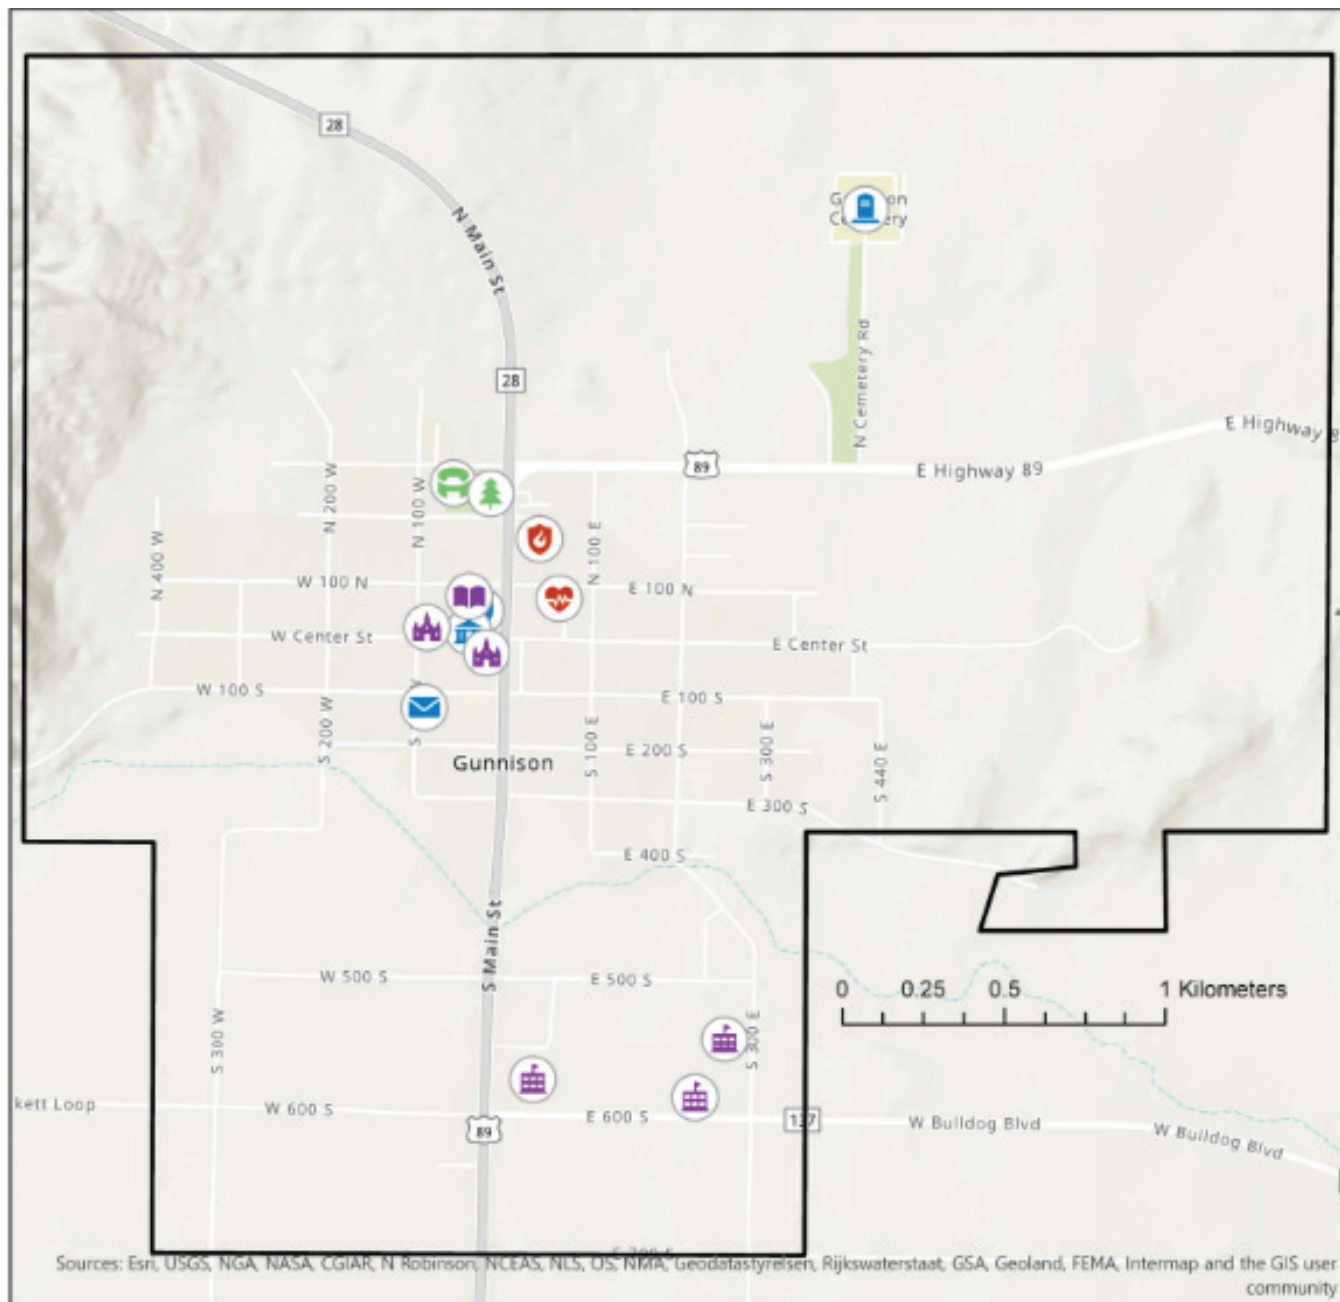 28
N Main St
28
N Cemetery Rd
E Highway 8
E Highway 89
89
N 200 W
N 100 W
N 400 W
N 100 E
W 100 N
E 100 N
W Center St
E Center St
W 100 S
E 100 S
S 200 W
S
Gunnison
S 100 E
E 200 S
S 300 E
S 440 E
E 300 S
E 400 S
S Main St
W 500 S
E 500 S
0 0.25 0.5 1 Kilometers
S 300 W
S 300 E
kett Loop
W 600 S
E 600 S
89
W Bulldog Blvd
W Bulldog Blvd
Sources: Esri, USGS, NGA, NASA, CGIAR, N Robinson, NCEAS, NLS, OS, NMA, Geodatastyrelsen, Rijkswaterstaat, GSA, Geoland, FEMA, Intermap and the GIS user
community